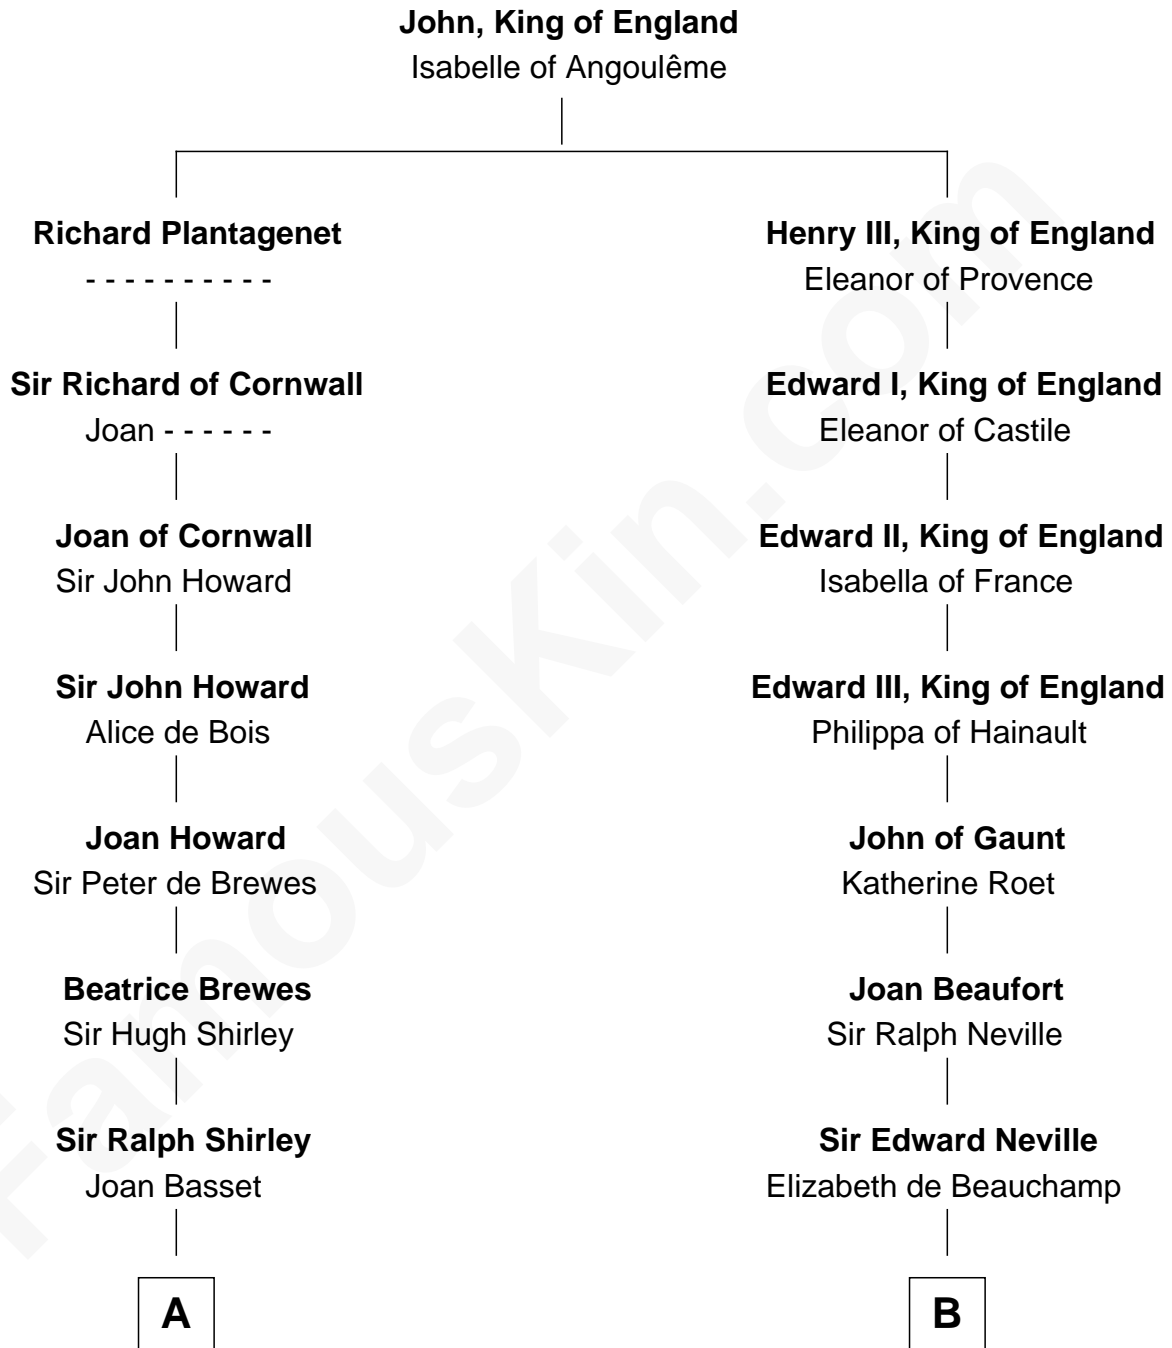 John, King of England
Isabelle of Angoulême
Richard Plantagenet
- - - - - - - - - -
Sir Richard of Cornwall
Joan - - - - - -
Joan of Cornwall
Sir John Howard
Sir John Howard
Alice de Bois
Joan Howard
Sir Peter de Brewes
Beatrice Brewes
Sir Hugh Shirley
Sir Ralph Shirley
Joan Basset
A
Henry III, King of England
Eleanor of Provence
Edward I, King of England
Eleanor of Castile
Edward II, King of England
Isabella of France
Edward III, King of England
Philippa of Hainault
John of Gaunt
Katherine Roet
Joan Beaufort
Sir Ralph Neville
Sir Edward Neville
Elizabeth de Beauchamp
B
FamousKin.com